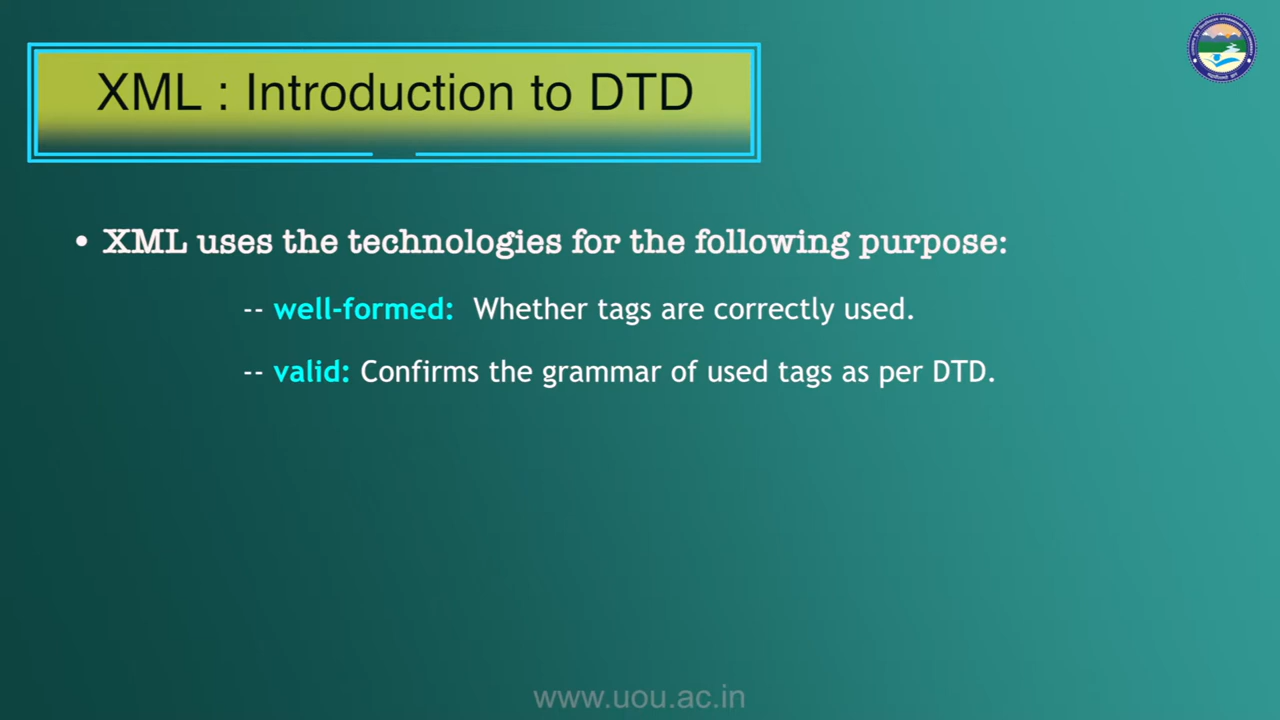 XML : Introduction to DTD
• XML uses the technologies for the following purpose:
-- well-formed: Whether tags are correctly used.
-- valid: Confirms the grammar of used tags as per DTD.
www.uou.ac.in